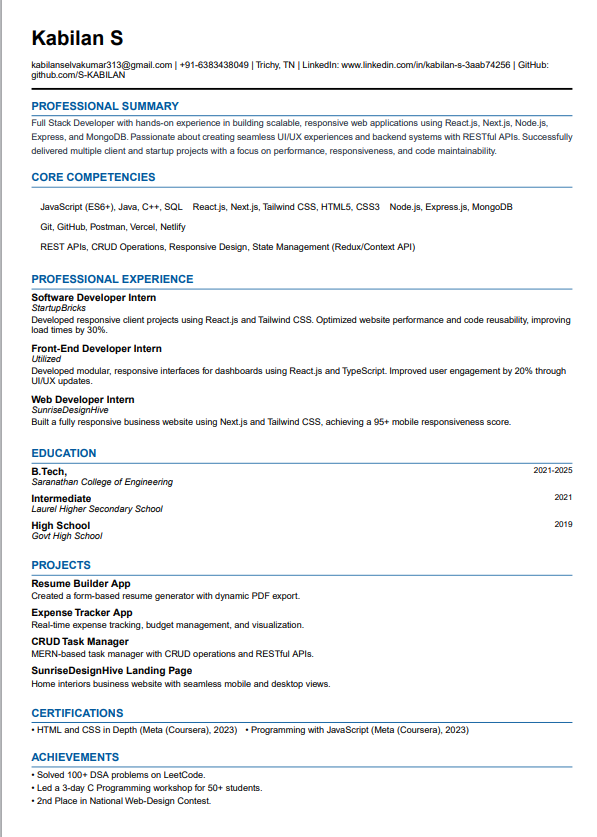 Kabilan S
kabilanselvakumar313@gmail.com | +91-6383438049 | Trichy, TN | LinkedIn: www.linkedin.com/in/kabilan-s-3aab74256 | GitHub:
github.com/S-KABILAN
PROFESSIONAL SUMMARY
Full Stack Developer with hands-on experience in building scalable, responsive web applications using React.js, Next.js, Node.js,
Express, and MongoDB. Passionate about creating seamless UI/UX experiences and backend systems with RESTful APIs. Successfully
delivered multiple client and startup projects with a focus on performance, responsiveness, and code maintainability.
CORE COMPETENCIES
JavaScript (ES6+), Java, C++, SQL React.js, Next.js, Tailwind CSS, HTML5, CSS3 Node.js, Express.js, MongoDB
Git, GitHub, Postman, Vercel, Netlify
REST APIs, CRUD Operations, Responsive Design, State Management (Redux/Context API)
PROFESSIONAL EXPERIENCE
Software Developer Intern
StartupBricks
Developed responsive client projects using React.js and Tailwind CSS. Optimized website performance and code reusability, improving
load times by 30%.
Front-End Developer Intern
Utilized
Developed modular, responsive interfaces for dashboards using React.js and TypeScript. Improved user engagement by 20% through
UI/UX updates.
Web Developer Intern
SunriseDesignHive
Built a fully responsive business website using Next.js and Tailwind CSS, achieving a 95+ mobile responsiveness score.
EDUCATION
B.Tech, 2021-2025
Saranathan College of Engineering
Intermediate 2021
Laurel Higher Secondary School
High School 2019
Govt High School
PROJECTS
Resume Builder App
Created a form-based resume generator with dynamic PDF export.
Expense Tracker App
Real-time expense tracking, budget management, and visualization.
CRUD Task Manager
MERN-based task manager with CRUD operations and RESTful APIs.
SunriseDesignHive Landing Page
Home interiors business website with seamless mobile and desktop views.
CERTIFICATIONS
• HTML and CSS in Depth (Meta (Coursera), 2023) • Programming with JavaScript (Meta (Coursera), 2023)
ACHIEVEMENTS
• Solved 100+ DSA problems on LeetCode.
• Led a 3-day C Programming workshop for 50+ students.
• 2nd Place in National Web-Design Contest.